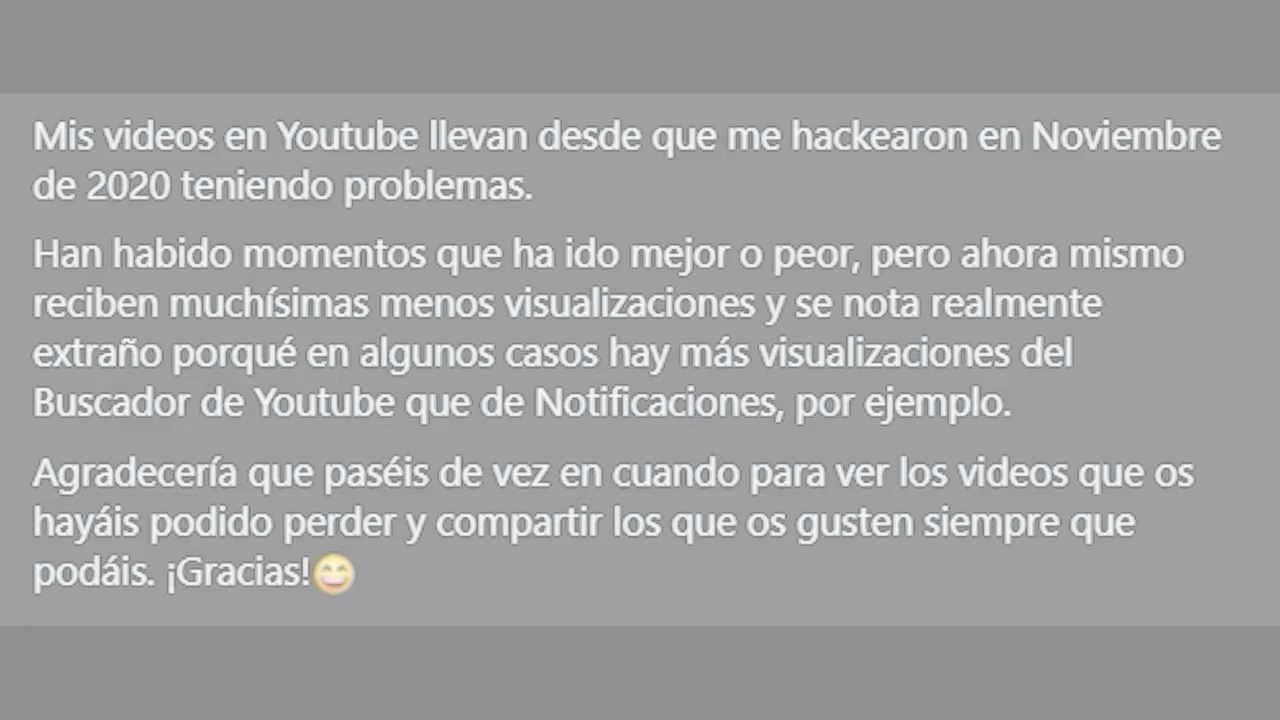 Mis videos en Youtube llevan desde que me hackearon en Noviembre
de 2020 teniendo problemas.
Han habido momentos que ha ido mejor o peor, pero ahora mismo
reciben muchísimas menos visualizaciones y se nota realmente
extraño porqué en algunos casos hay más visualizaciones del
Buscador de Youtube que de Notificaciones, por ejemplo.
Agradecería que paséis de vez en cuando para ver los videos que os
hayáis podido perder y compartir los que os gusten siempre que
podáis. ¡Gracias!😄